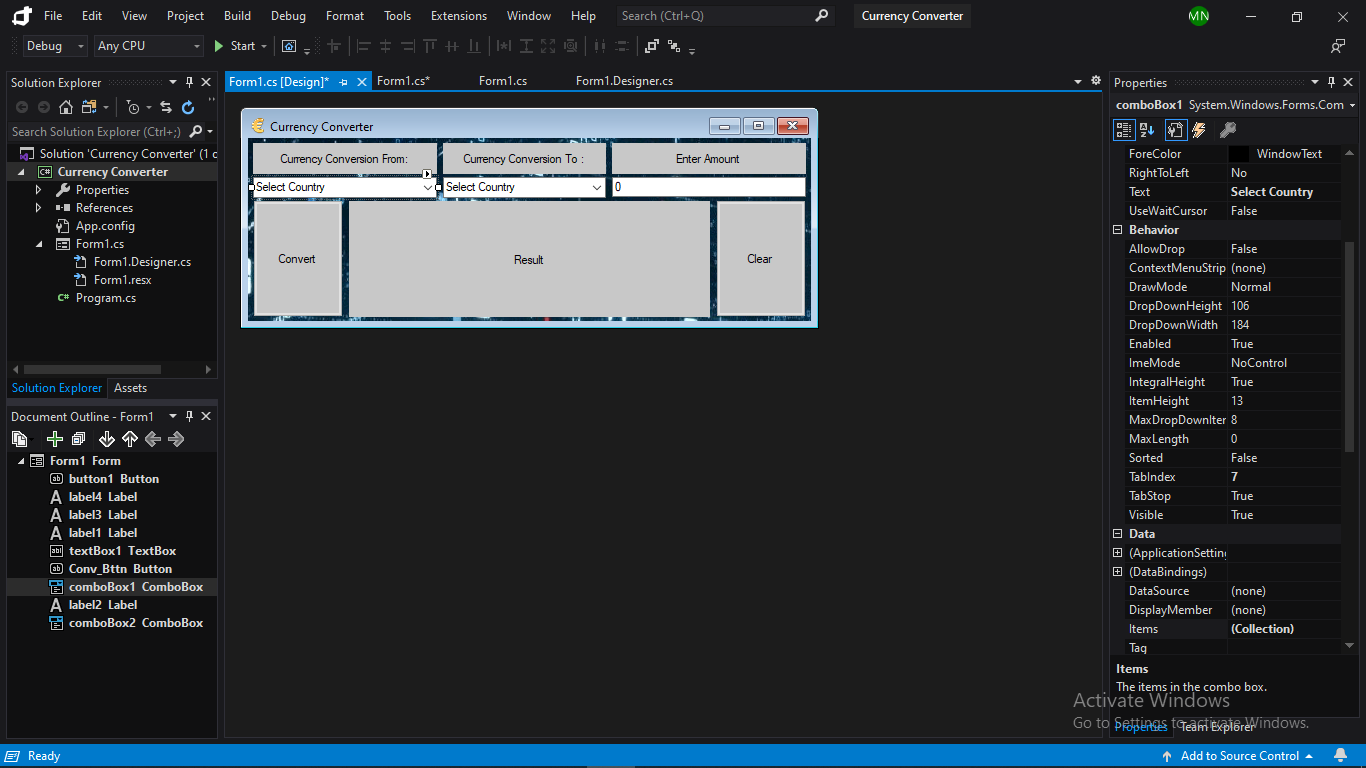 File Edit View Project Build Debug Format Tools Extensions Window Help Search (Ctrl+Q) Currency Converter MN
Debug Any CPU Start
Solution Explorer
Search Solution Explorer (Ctrl+;)
Solution 'Currency Converter' (1 c
Currency Converter
Properties
References
App.config
Form1.cs
Form1.Designer.cs
Form1.resx
Program.cs
Solution Explorer Assets
Document Outline - Form1
Form1 Form
button1 Button
label4 Label
label3 Label
label1 Label
textBox1 TextBox
Conv_Bttn Button
comboBox1 ComboBox
label2 Label
comboBox2 ComboBox
Form1.cs [Design]* Form1.cs* Form1.cs Form1.Designer.cs
Currency Converter
Currency Conversion From: Currency Conversion To : Enter Amount
Select Country Select Country 0
Convert Result Clear
Properties
comboBox1 System.Windows.Forms.Com
ForeColor WindowText
RightToLeft No
Text Select Country
UseWaitCursor False
Behavior
AllowDrop False
ContextMenuStrip (none)
DrawMode Normal
DropDownHeight 106
DropDownWidth 184
Enabled True
ImeMode NoControl
IntegralHeight True
ItemHeight 13
MaxDropDownIter 8
MaxLength 0
Sorted False
TabIndex 7
TabStop True
Visible True
Data
(ApplicationSetting
(DataBindings)
DataSource (none)
DisplayMember (none)
Items (Collection)
Tag
Items
The items in the combo box.
Activate Windows
Go to Settings to activate Windows.
Properties Team Explorer
Ready Add to Source Control